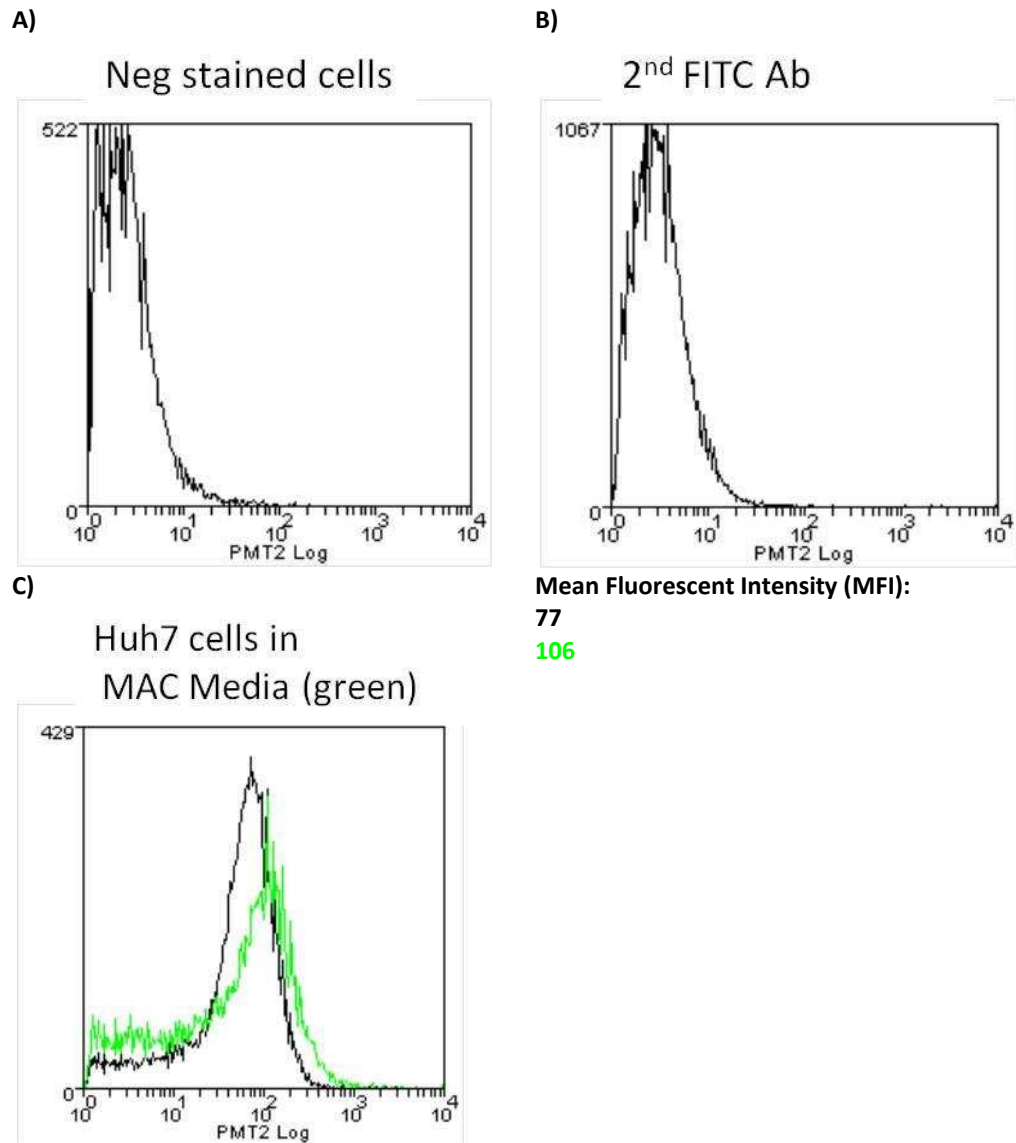 A)
Neg stained cells
522
0
10^0 10^1 10^2 10^3 10^4
PMT2 Log
B)
2nd FITC Ab
1067
0
10^0 10^1 10^2 10^3 10^4
PMT2 Log
C)
Huh7 cells in
MAC Media (green)
429
0
10^0 10^1 10^2 10^3 10^4
PMT2 Log
Mean Fluorescent Intensity (MFI):
77
106